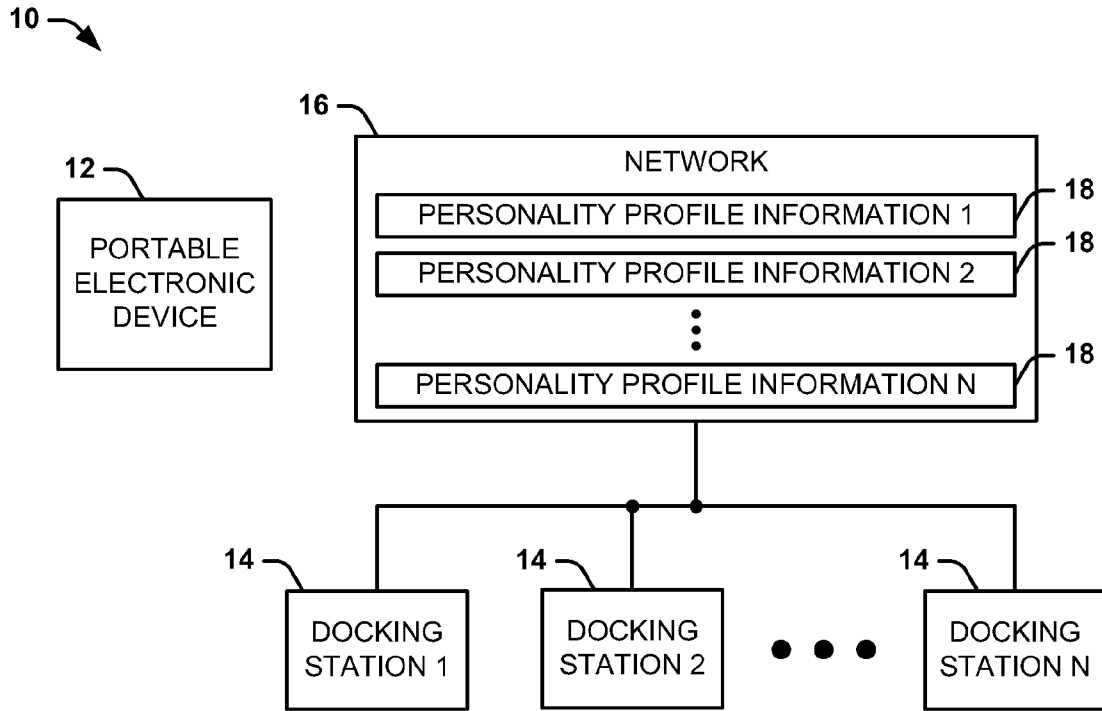 10
16
NETWORK
12
PERSONALITY PROFILE INFORMATION 1
18
PORTABLE
ELECTRONIC
DEVICE
PERSONALITY PROFILE INFORMATION 2
18
PERSONALITY PROFILE INFORMATION N
18
14
DOCKING
STATION 1
14
DOCKING
STATION 2
14
DOCKING
STATION N